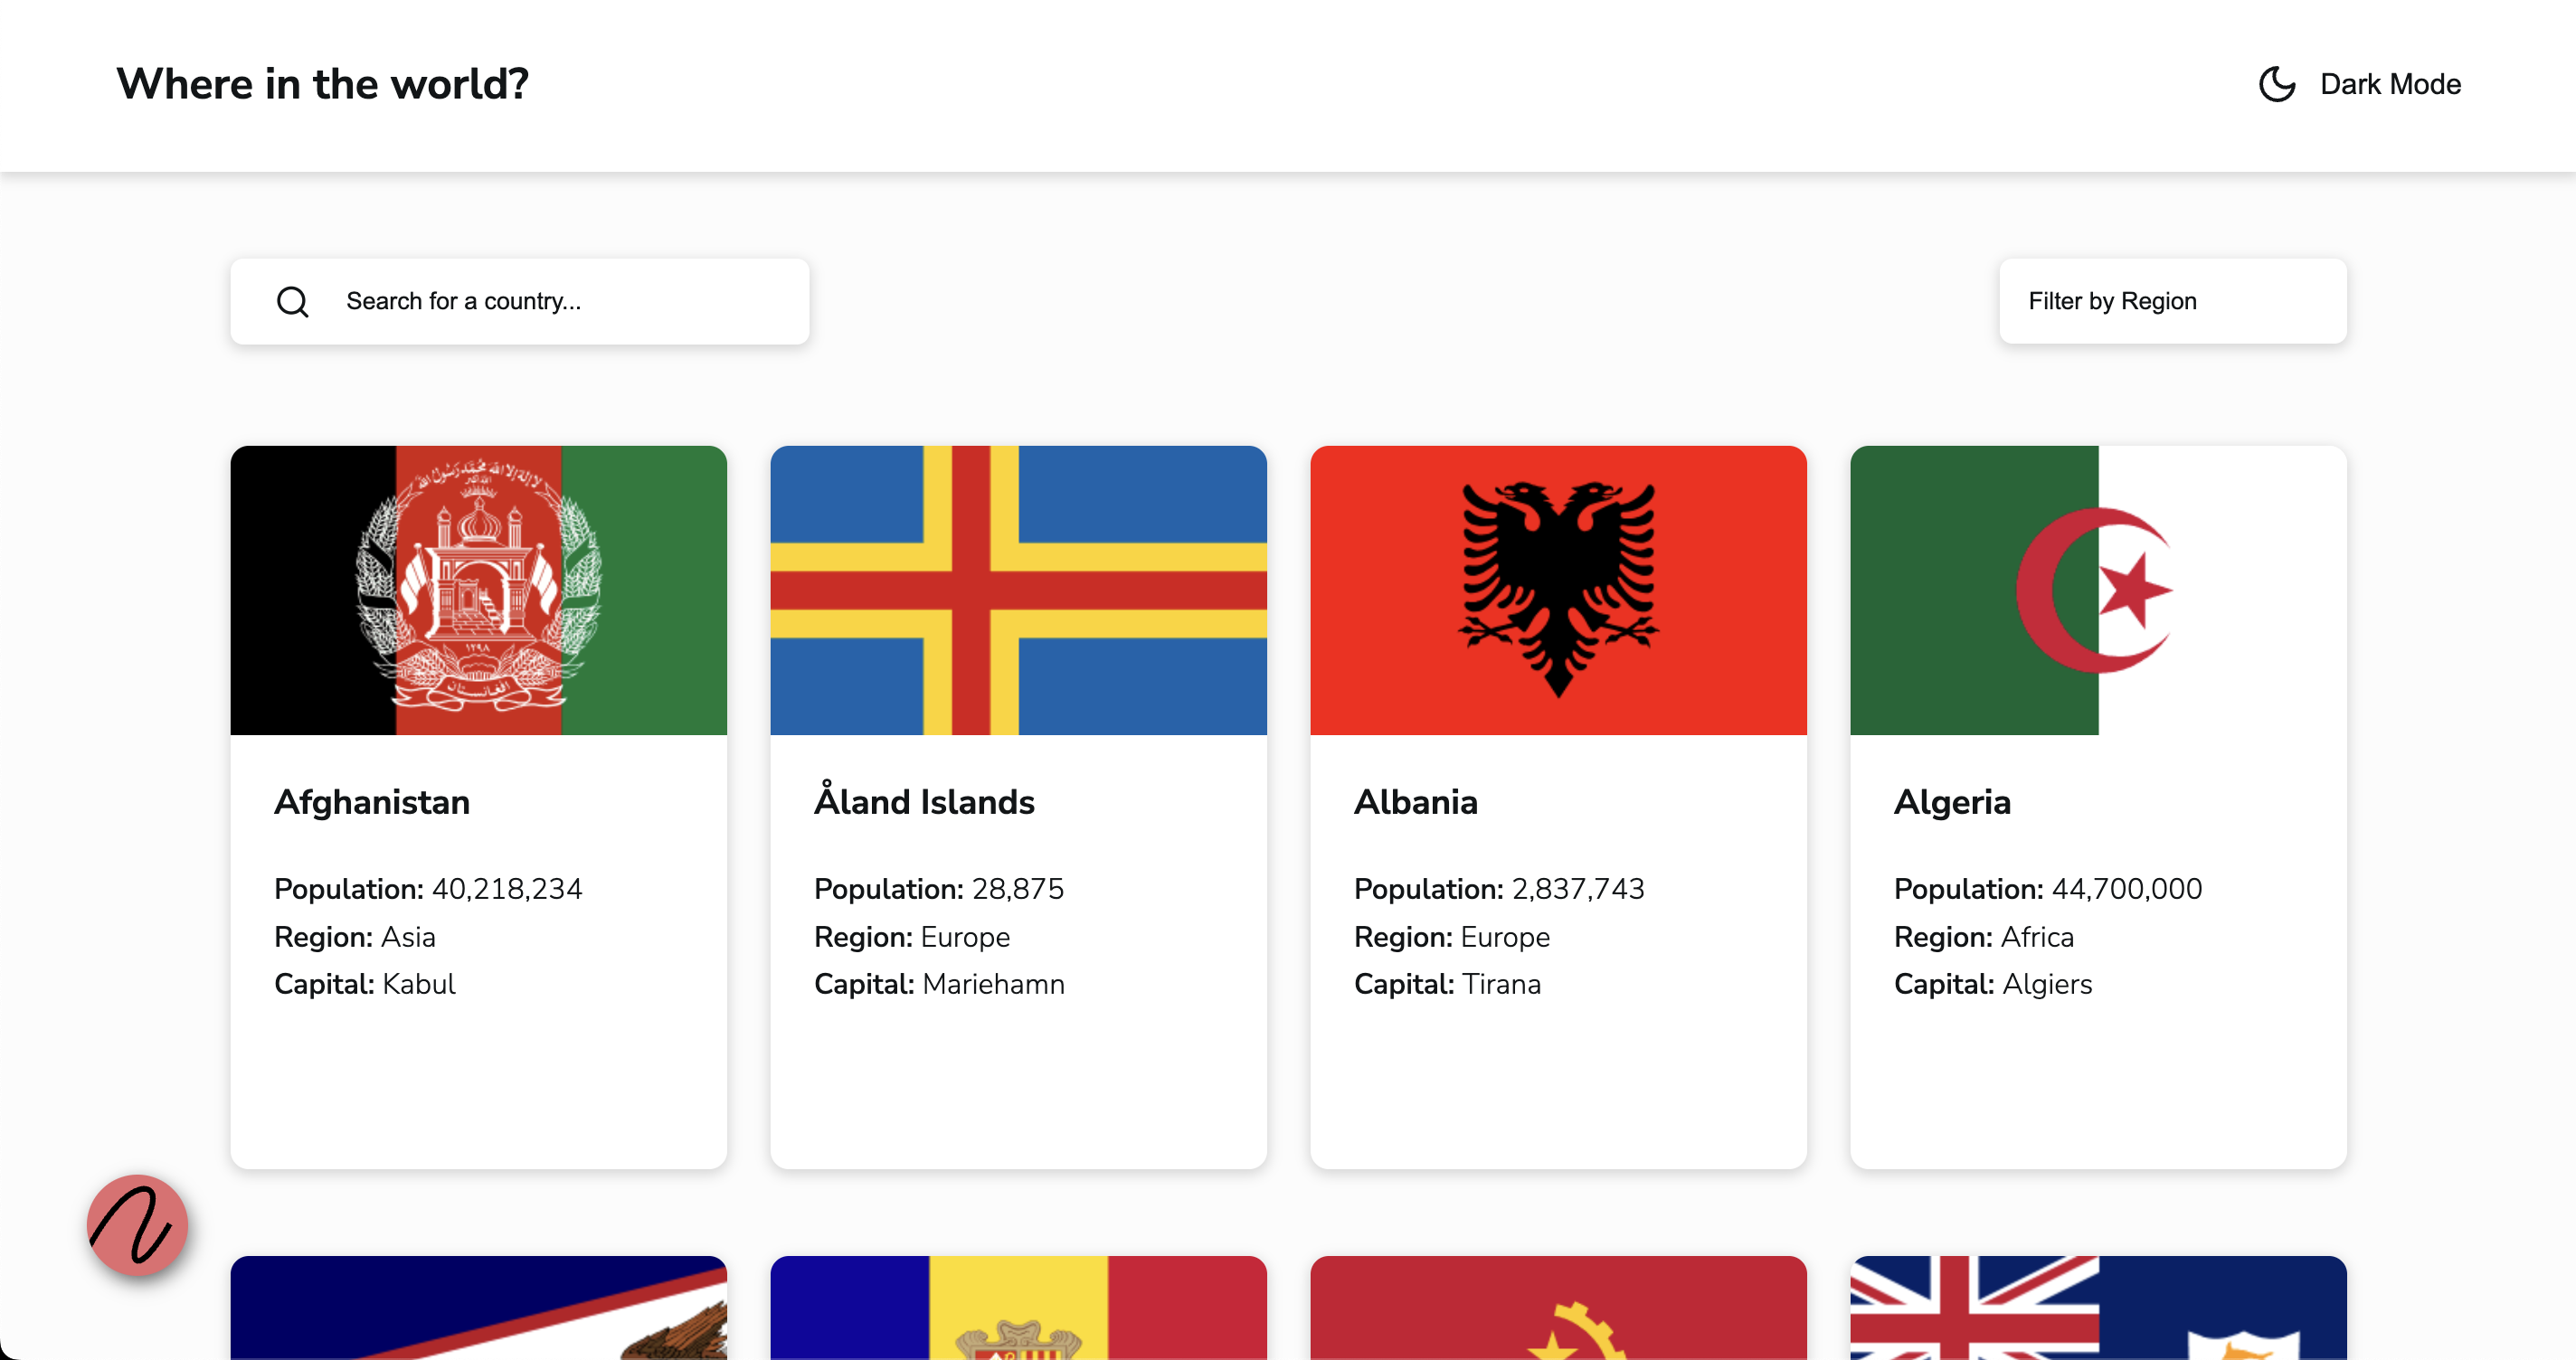 Where in the world?
Dark Mode
Search for a country...
Filter by Region
Afghanistan
Population: 40,218,234
Region: Asia
Capital: Kabul
Åland Islands
Population: 28,875
Region: Europe
Capital: Mariehamn
Albania
Population: 2,837,743
Region: Europe
Capital: Tirana
Algeria
Population: 44,700,000
Region: Africa
Capital: Algiers